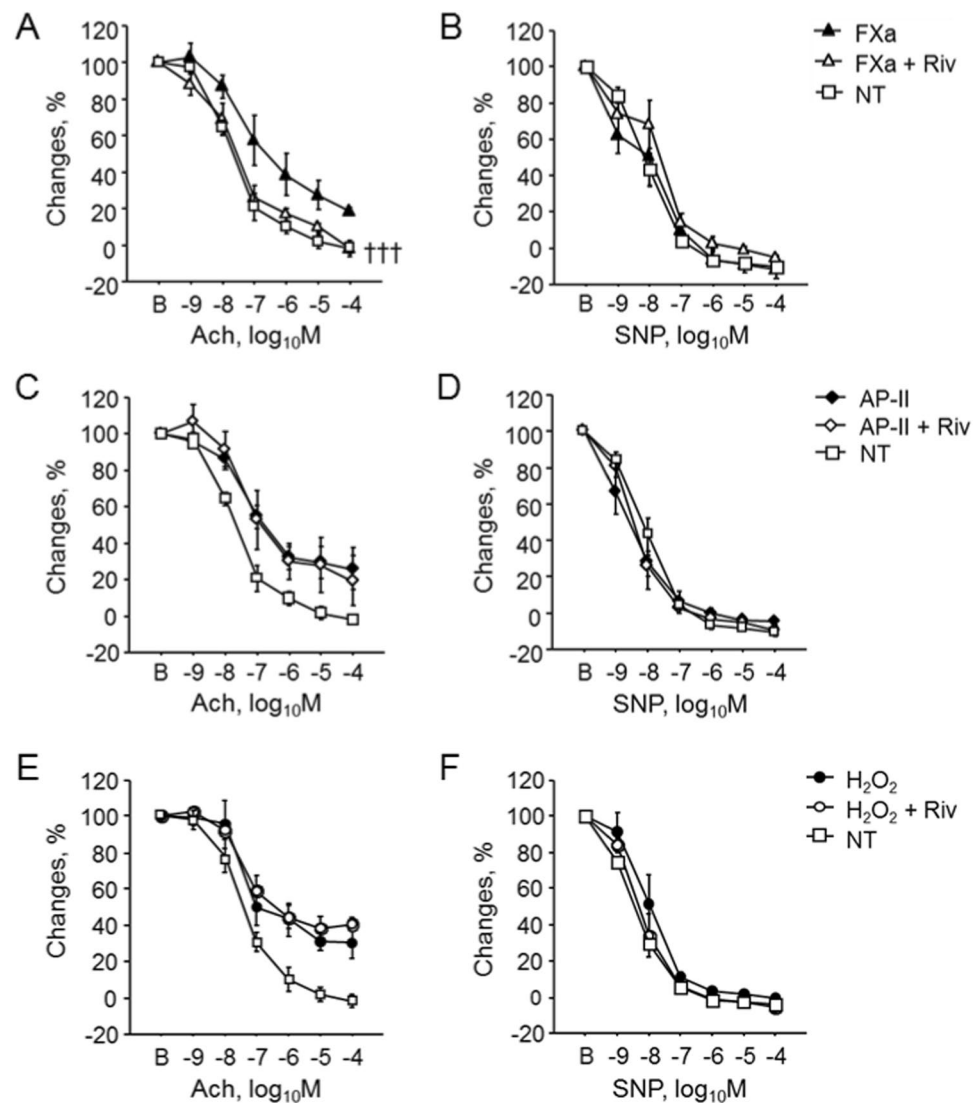 A
Changes, %
120
100
80
60
40
20
0
-20
B -9 -8 -7 -6 -5 -4
Ach, log₁₀M
†††
B
Changes, %
120
100
80
60
40
20
0
-20
B -9 -8 -7 -6 -5 -4
SNP, log₁₀M
FXa
FXa + Riv
NT
C
Changes, %
120
100
80
60
40
20
0
-20
B -9 -8 -7 -6 -5 -4
Ach, log₁₀M
D
Changes, %
120
100
80
60
40
20
0
-20
B -9 -8 -7 -6 -5 -4
SNP, log₁₀M
AP-II
AP-II + Riv
NT
E
Changes, %
120
100
80
60
40
20
0
-20
B -9 -8 -7 -6 -5 -4
Ach, log₁₀M
F
Changes, %
120
100
80
60
40
20
0
-20
B -9 -8 -7 -6 -5 -4
SNP, log₁₀M
H₂O₂
H₂O₂ + Riv
NT